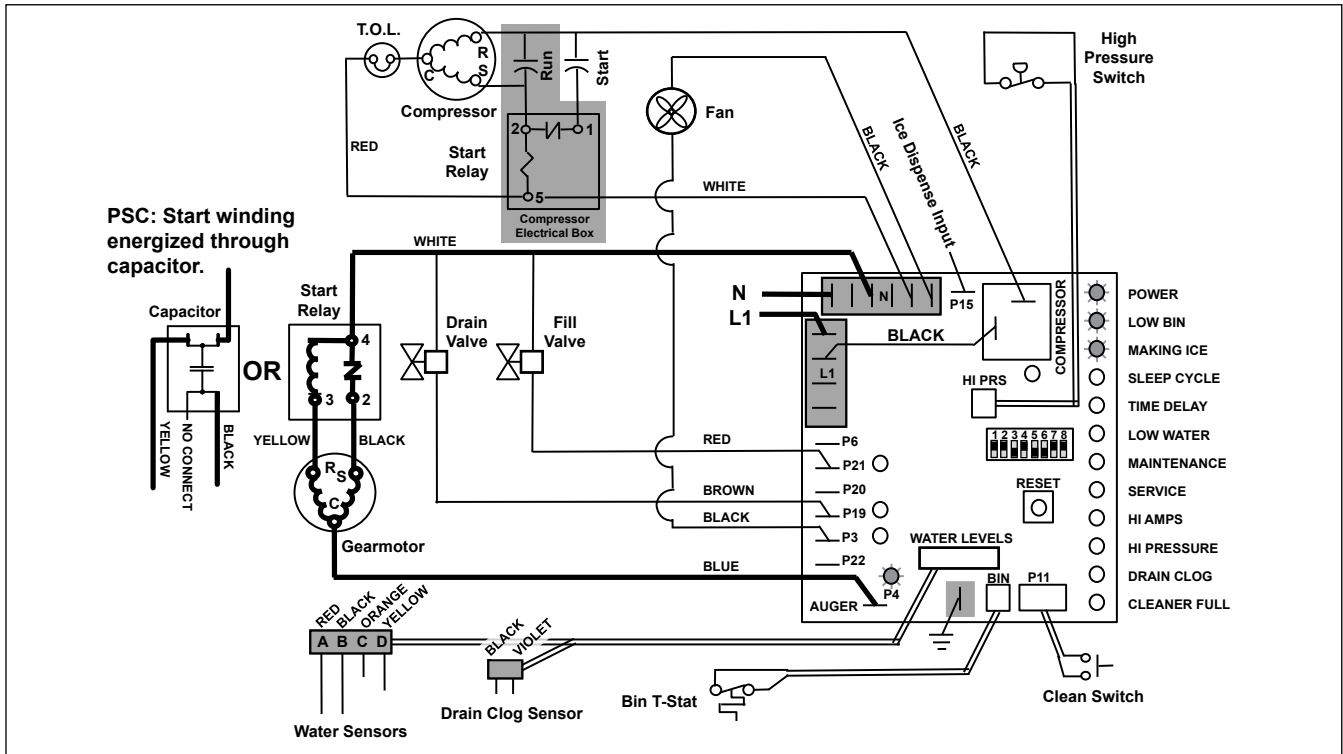 T.O.L.
R
S
C
Run
Start
Compressor
High
Pressure
Switch
Fan
2
1
RED
Start
Relay
5
Compressor
Electrical Box
WHITE
BLACK
Ice Dispense Input
BLACK
PSC: Start winding
energized through
capacitor.
WHITE
Capacitor
OR
Start
Relay
4
3
2
YELLOW
NO CONNECT
BLACK
YELLOW
BLACK
R
S
C
Gearmotor
Drain
Valve
Fill
Valve
N
L1
N
P15
BLACK
L1
COMPRESSOR
HI PRS
POWER
LOW BIN
MAKING ICE
SLEEP CYCLE
TIME DELAY
LOW WATER
MAINTENANCE
SERVICE
HI AMPS
HI PRESSURE
DRAIN CLOG
CLEANER FULL
1 2 3 4 5 6 7 8
RESET
RED
P6
P21
BROWN
P20
P19
BLACK
P3
P22
BLUE
P4
AUGER
WATER LEVELS
BIN
P11
RED
BLACK
ORANGE
YELLOW
A B C D
Water Sensors
BLACK
VIOLET
Drain Clog Sensor
Bin T-Stat
Clean Switch